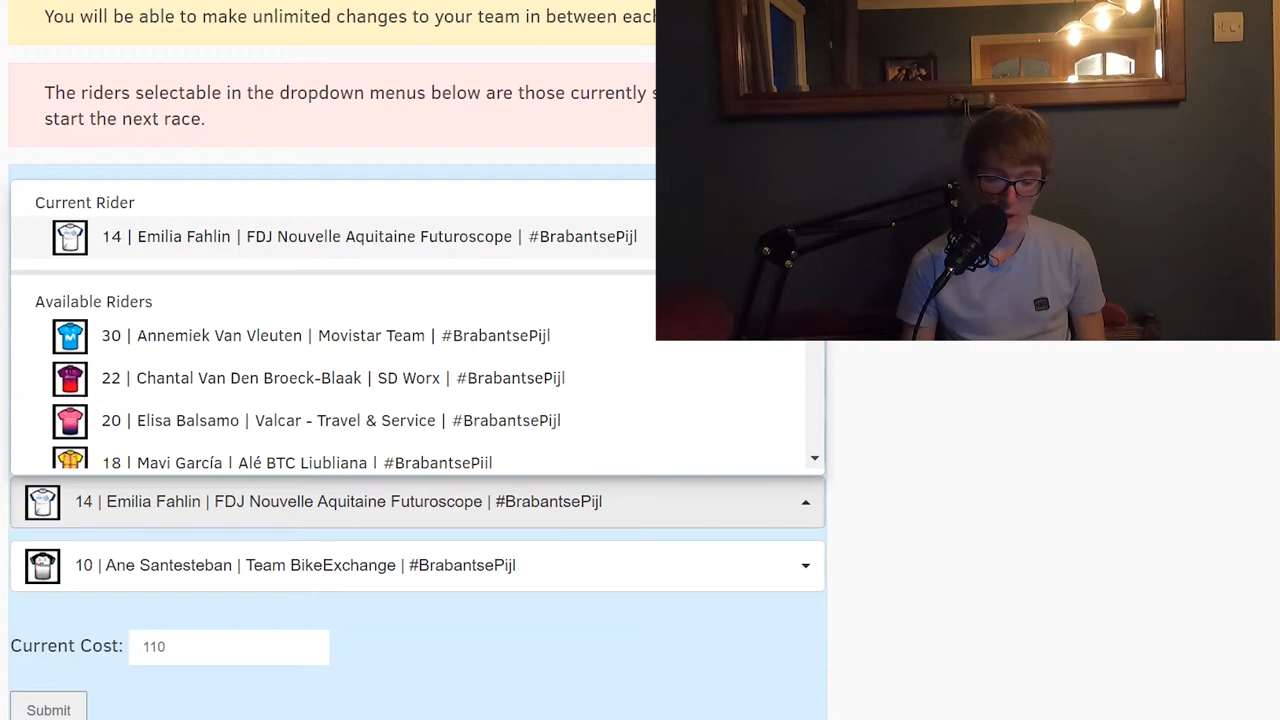 You will be able to make unlimited changes to your team in between each
The riders selectable in the dropdown menus below are those currently s
start the next race.
Current Rider
14 | Emilia Fahlin | FDJ Nouvelle Aquitaine Futuroscope | #BrabantsePijl
Available Riders
30 | Annemiek Van Vleuten | Movistar Team | #BrabantsePijl
22 | Chantal Van Den Broeck-Blaak | SD Worx | #BrabantsePijl
20 | Elisa Balsamo | Valcar - Travel & Service | #BrabantsePijl
18 | Mavi García | Alé BTC Ljubljana | #BrabantsePijl
14 | Emilia Fahlin | FDJ Nouvelle Aquitaine Futuroscope | #BrabantsePijl
10 | Ane Santesteban | Team BikeExchange | #BrabantsePijl
Current Cost: 110
Submit